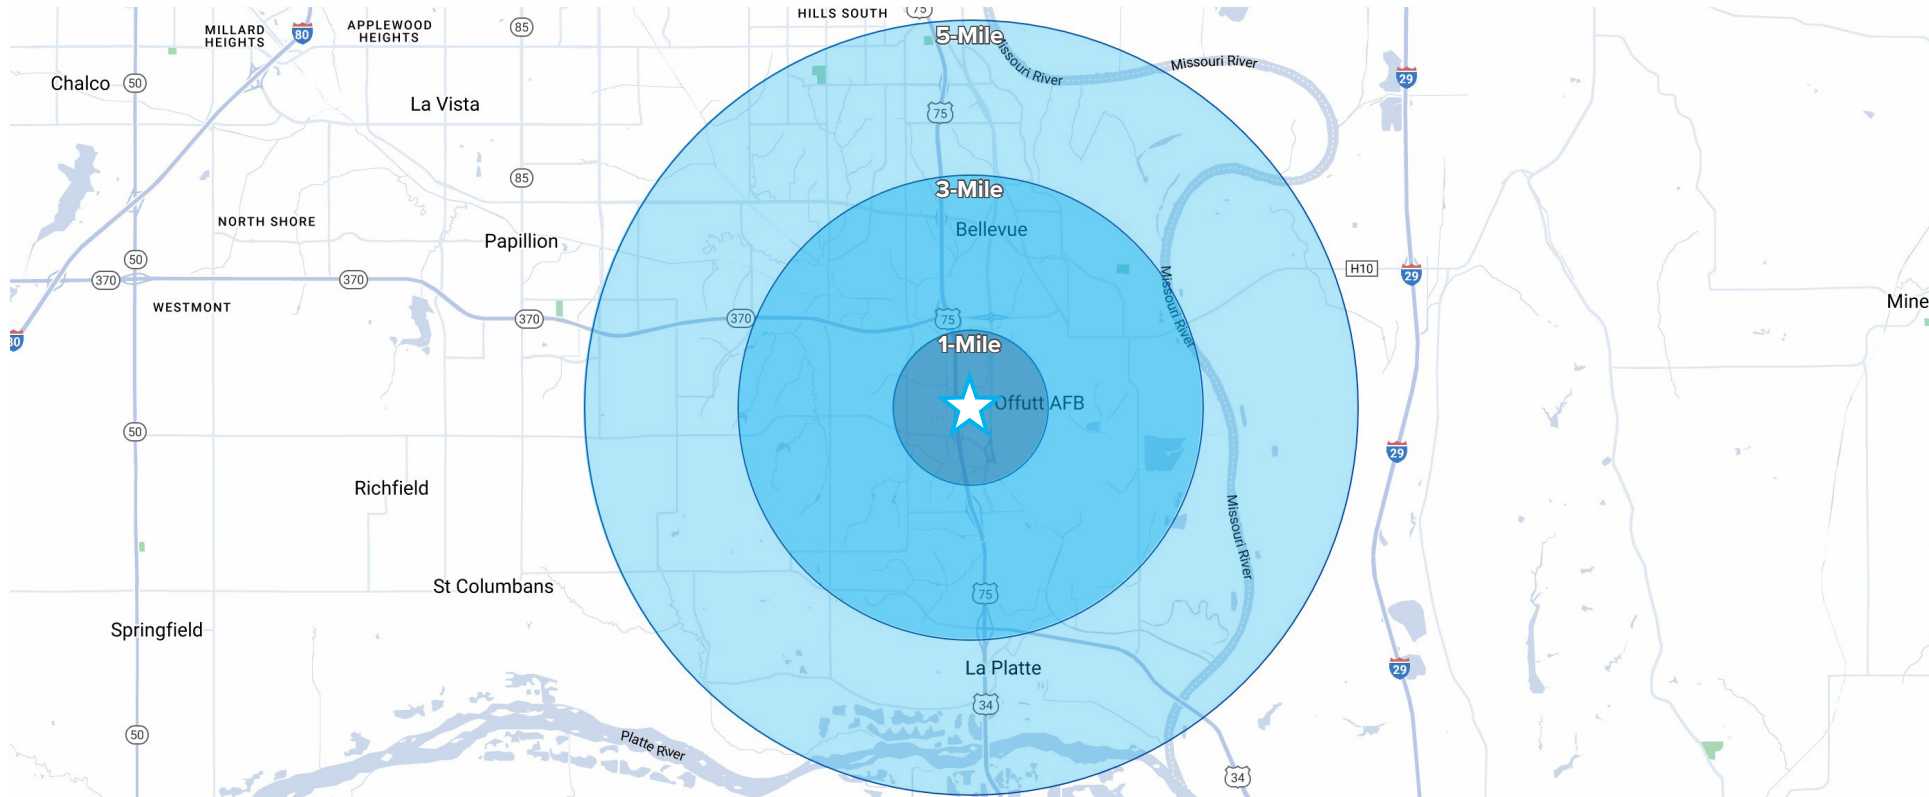 HILLS SOUTH
75
MILLARD
HEIGHTS
80
APPLEWOOD
HEIGHTS
85
5-Mile
Missouri River
Missouri River
29
Chalco
50
La Vista
75
85
3-Mile
NORTH SHORE
Bellevue
Papillion
50
370
370
H10
29
Missouri River
Mine
WESTMONT
370
370
75
80
1-Mile
Offutt AFB
50
29
Richfield
Missouri River
St Columbans
75
Springfield
La Platte
29
34
50
Platte River
34